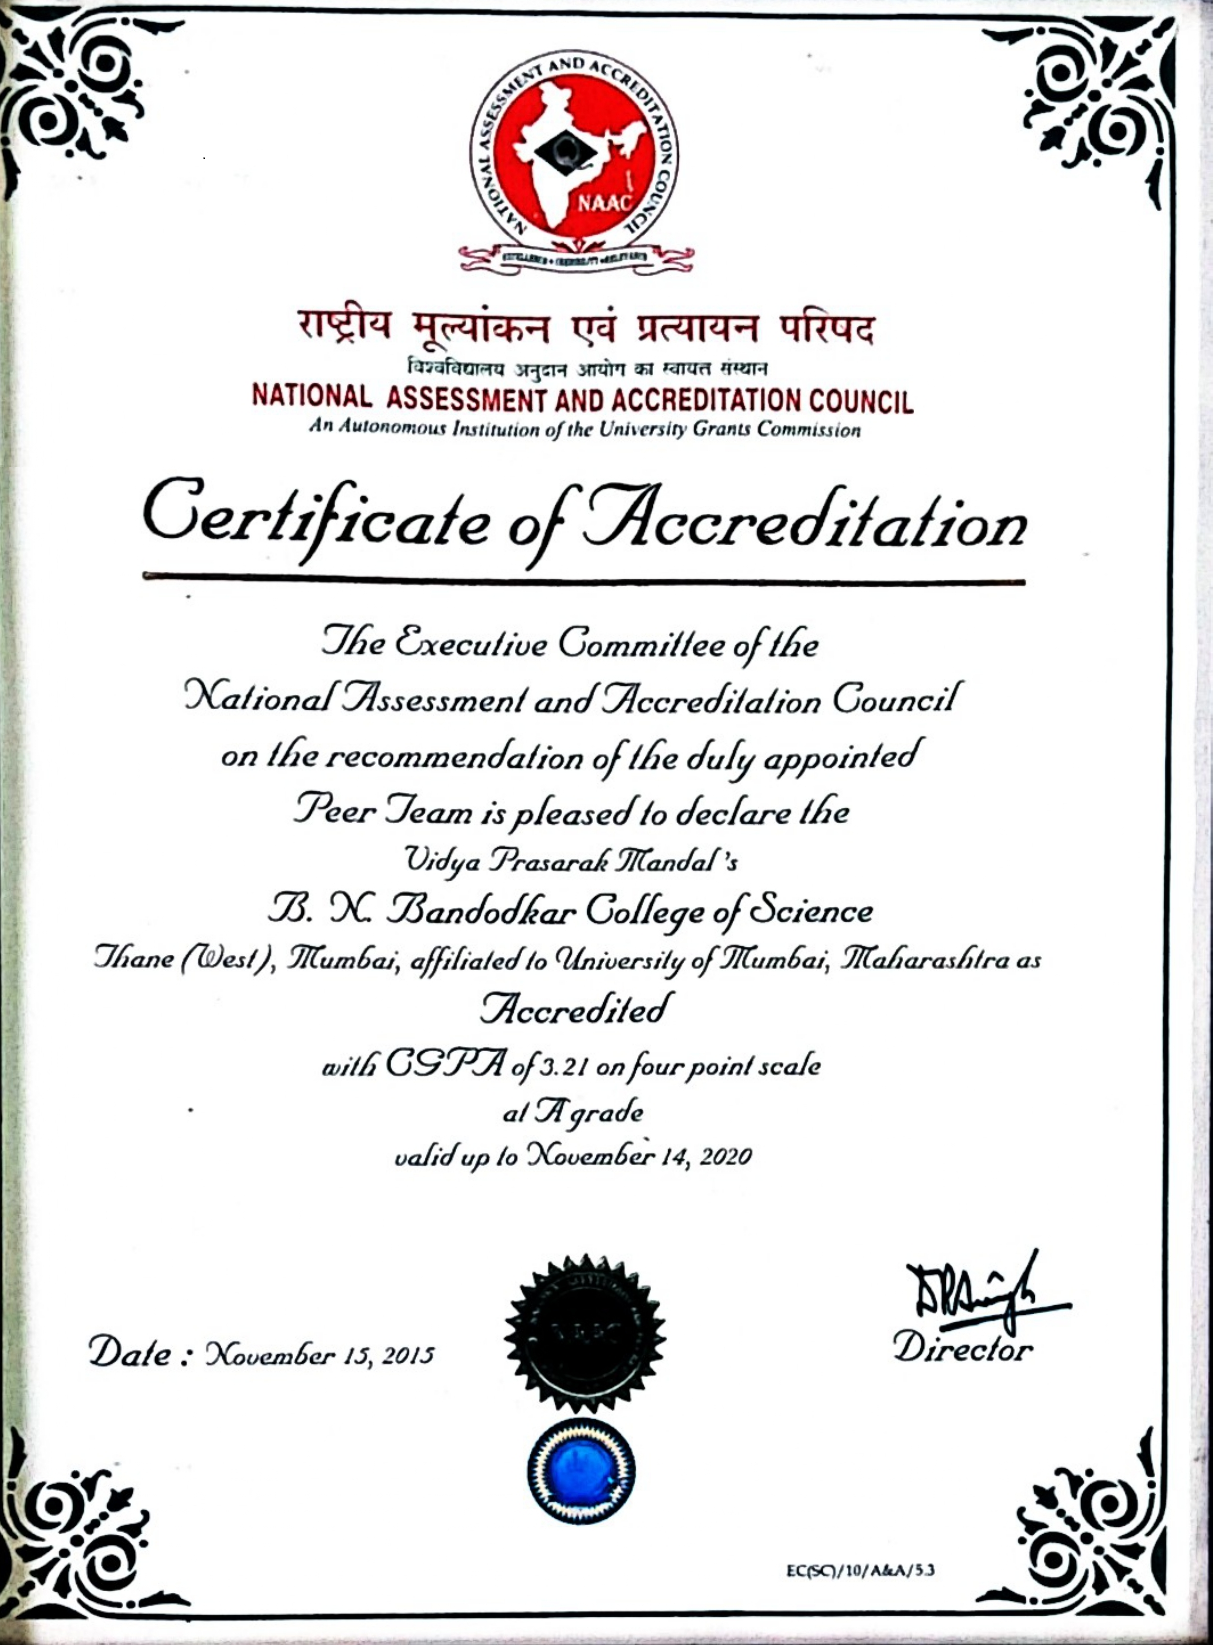 NATIONAL ASSESSMENT AND ACCREDITATION COUNCIL
NAAC
राष्ट्रीय मूल्यांकन एवं प्रत्यायन परिषद
विश्वविद्यालय अनुदान आयोग का स्वायत्त संस्थान
NATIONAL ASSESSMENT AND ACCREDITATION COUNCIL
An Autonomous Institution of the University Grants Commission
Certificate of Accreditation
The Executive Committee of the
National Assessment and Accreditation Council
on the recommendation of the duly appointed
Peer Team is pleased to declare the
Vidya Prasarak Mandal's
B. N. Bandodkar College of Science
Thane (West), Mumbai, affiliated to University of Mumbai, Maharashtra as
Accredited
with CGPA of 3.21 on four point scale
at A grade
valid up to November 14, 2020
Date : November 15, 2015
Director
EC(SC)/10/A&A/5.3